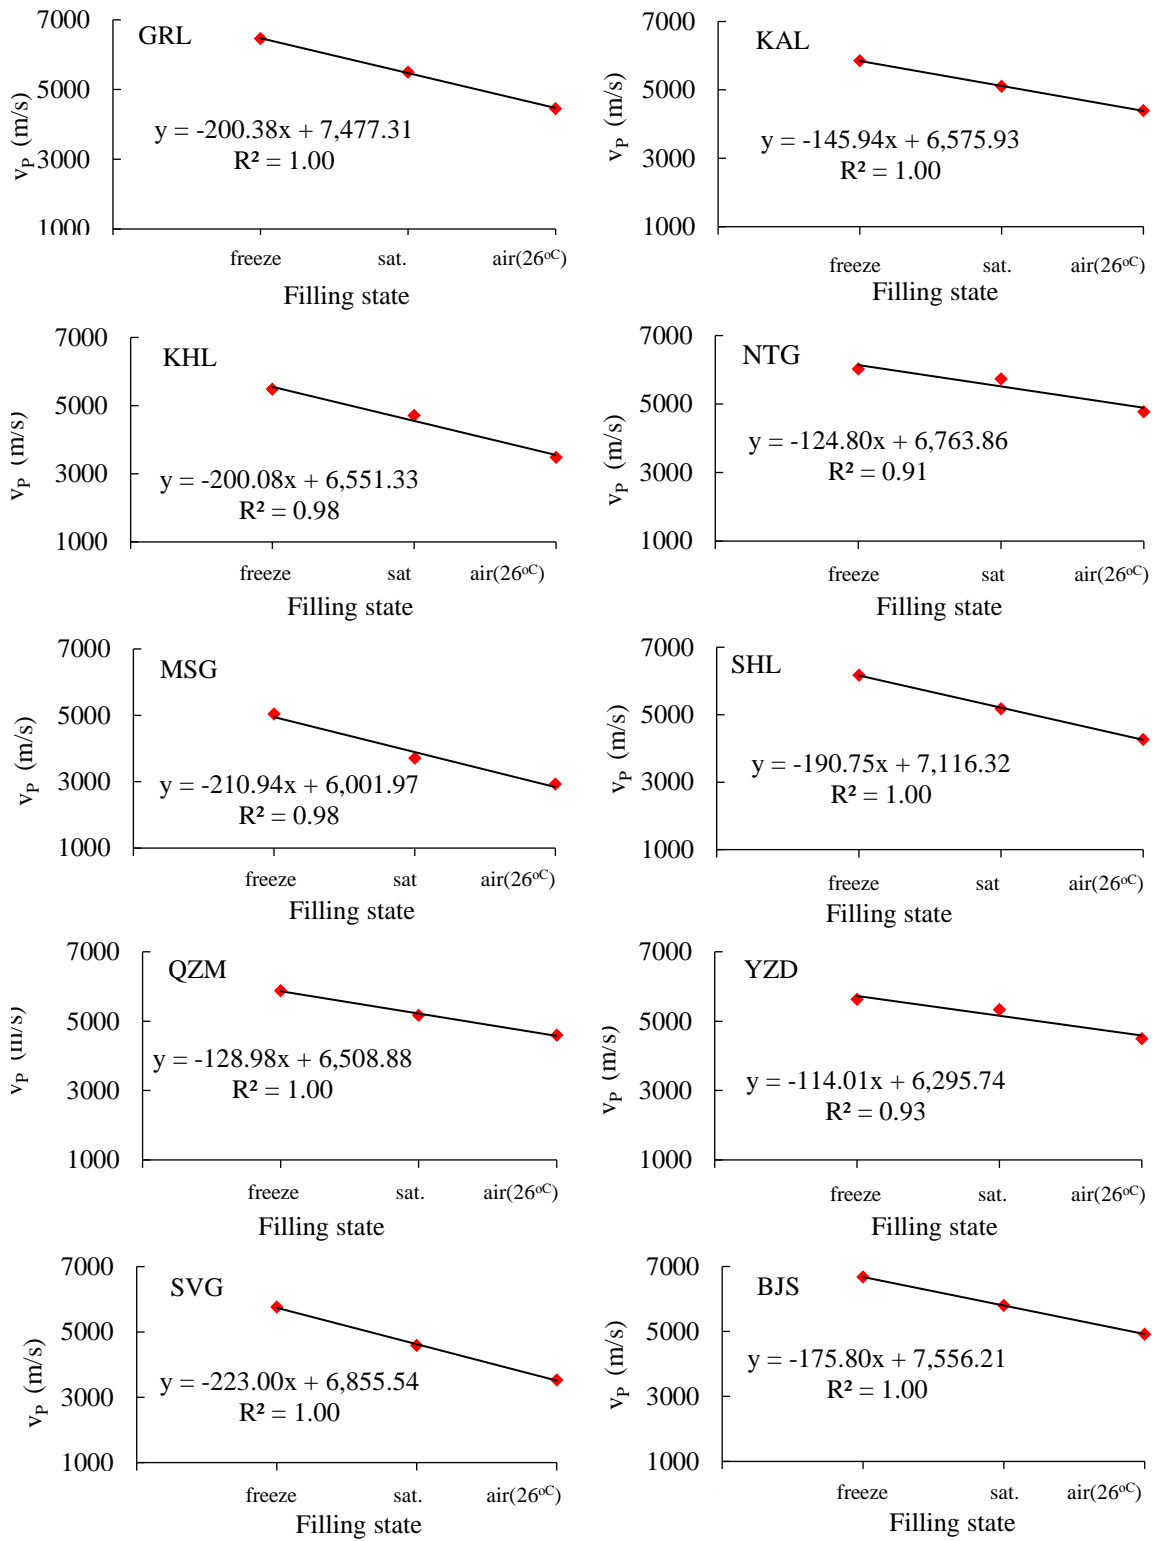 7000
GRL
5000
3000
1000
v_P (m/s)
y = -200.38x + 7,477.31
R² = 1.00
freeze sat. air(26ºC)
Filling state
7000
KAL
5000
3000
1000
v_P (m/s)
y = -145.94x + 6,575.93
R² = 1.00
freeze sat. air(26ºC)
Filling state
7000
KHL
5000
3000
1000
v_P (m/s)
y = -200.08x + 6,551.33
R² = 0.98
freeze sat air(26ºC)
Filling state
7000
NTG
5000
3000
1000
v_P (m/s)
y = -124.80x + 6,763.86
R² = 0.91
freeze sat air(26ºC)
Filling state
7000
MSG
5000
3000
1000
v_P (m/s)
y = -210.94x + 6,001.97
R² = 0.98
freeze sat air(26ºC)
Filling state
7000
SHL
5000
3000
1000
v_P (m/s)
y = -190.75x + 7,116.32
R² = 1.00
freeze sat air(26ºC)
Filling state
7000
QZM
5000
3000
1000
v_P (m/s)
y = -128.98x + 6,508.88
R² = 1.00
freeze sat. air(26ºC)
Filling state
7000
YZD
5000
3000
1000
v_P (m/s)
y = -114.01x + 6,295.74
R² = 0.93
freeze sat. air(26ºC)
Filling state
7000
SVG
5000
3000
1000
v_P (m/s)
y = -223.00x + 6,855.54
R² = 1.00
freeze sat. air(26ºC)
Filling state
7000
BJS
5000
3000
1000
v_P (m/s)
y = -175.80x + 7,556.21
R² = 1.00
freeze sat. air(26ºC)
Filling state